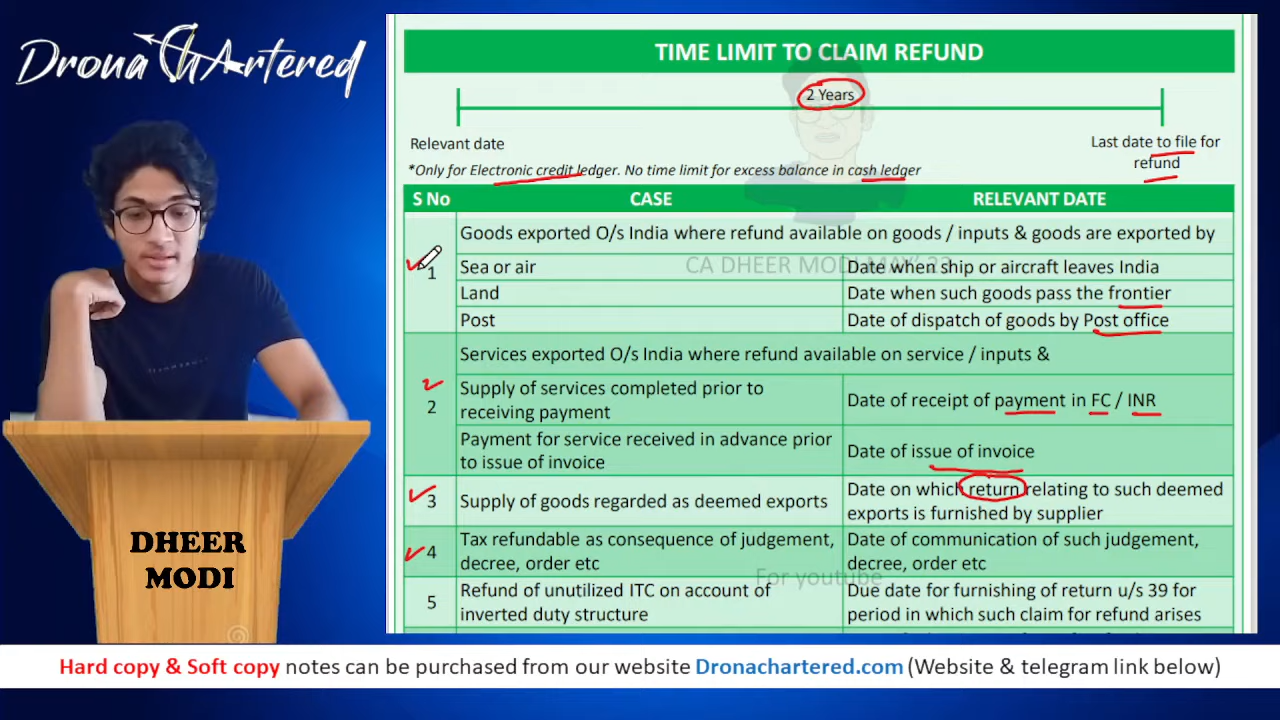 Drona Chartered
TIME LIMIT TO CLAIM REFUND
2 Years
Relevant date
Last date to file for
refund
*Only for Electronic credit ledger. No time limit for excess balance in cash ledger
S No CASE RELEVANT DATE
1
Goods exported O/s India where refund available on goods / inputs & goods are exported by
Sea or air Date when ship or aircraft leaves India
Land Date when such goods pass the frontier
Post Date of dispatch of goods by Post office
2
Services exported O/s India where refund available on service / inputs &
Supply of services completed prior to
receiving payment
Date of receipt of payment in FC / INR
Payment for service received in advance prior
to issue of invoice
Date of issue of invoice
3
Supply of goods regarded as deemed exports
Date on which return relating to such deemed
exports is furnished by supplier
4
Tax refundable as consequence of judgement,
decree, order etc
Date of communication of such judgement,
decree, order etc
5
Refund of unutilized ITC on account of
inverted duty structure
Due date for furnishing of return u/s 39 for
period in which such claim for refund arises
For youtube
DHEER
MODI
Hard copy & Soft copy notes can be purchased from our website Dronachartered.com (Website & telegram link below)